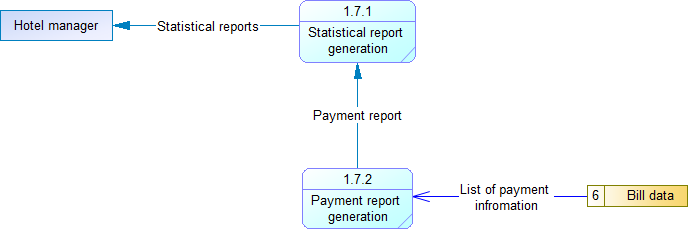 1.7.1
Hotel manager
Statistical reports
Statistical report
generation
Payment report
1.7.2
Payment report
generation
List of payment
infromation
6
Bill data